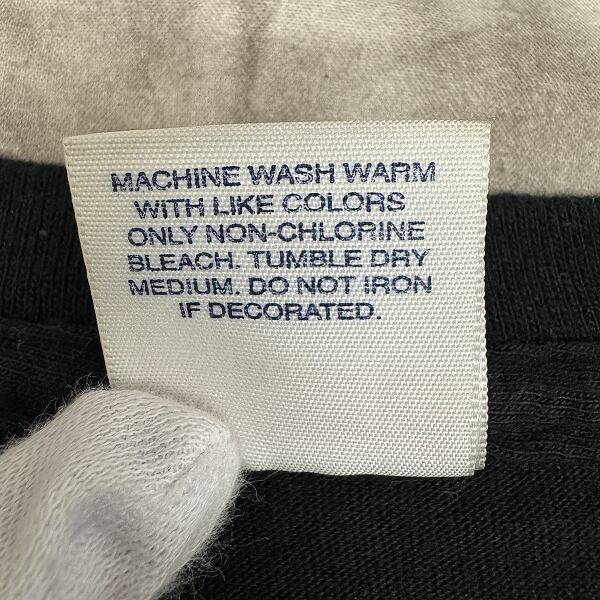 MACHINE WASH WARM
WITH LIKE COLORS
ONLY NON-CHLORINE
BLEACH. TUMBLE DRY
MEDIUM. DO NOT IRON
IF DECORATED.